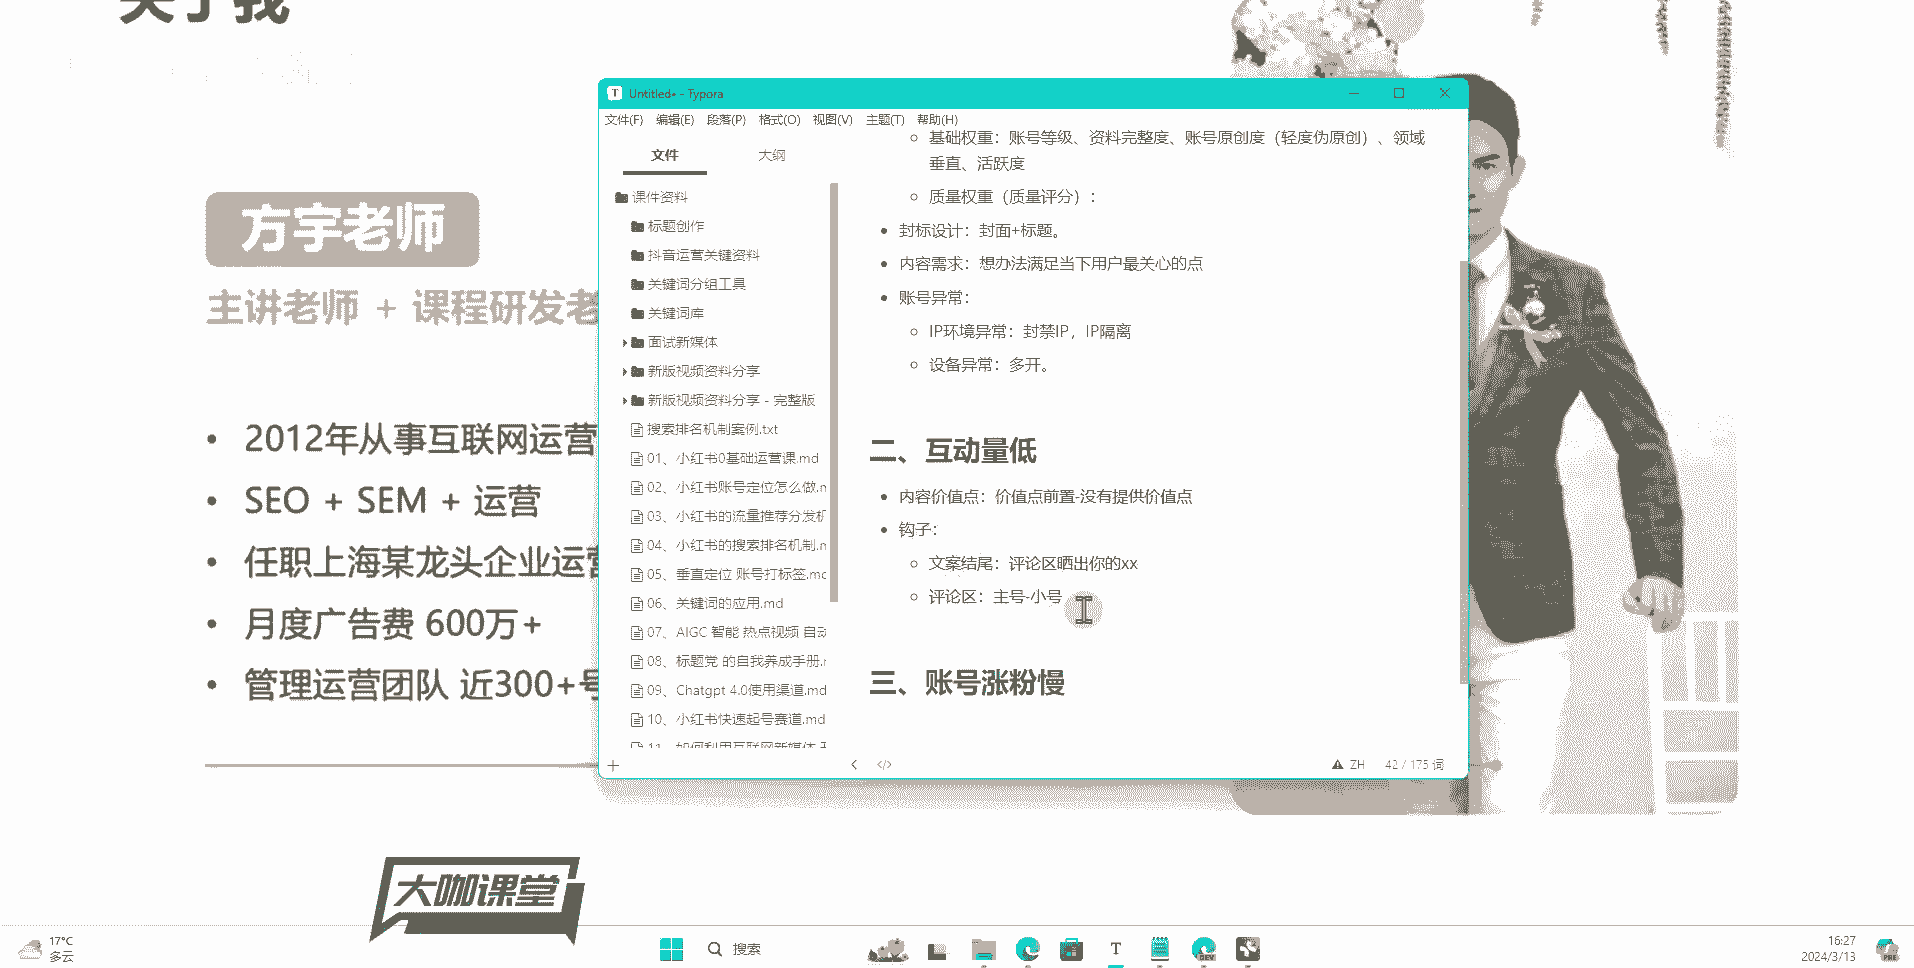 关于我
方宇老师
主讲老师 + 课程研发老
2012年从事互联网运营
SEO + SEM + 运营
任职上海某龙头企业运营
月度广告费 600万+
管理运营团队 近300+号
Untitled• - Typora
文件(F) 编辑(E) 段落(P) 格式(O) 视图(V) 主题(T) 帮助(H)
文件 大纲
课件资料
标题创作
抖音运营关键资料
关键词分组工具
关键词库
面试新媒体
新版视频资料分享
新版视频资料分享 - 完整版
搜索排名机制案例.txt
01、小红书0基础运营课.md
02、小红书账号定位怎么做.m
03、小红书的流量推荐分发机
04、小红书的搜索排名机制.m
05、垂直定位 账号打标签.md
06、关键词的应用.md
07、AIGC 智能 热点视频 自动
08、标题党 的自我养成手册.m
09、Chatgpt 4.0使用渠道.md
10、小红书快速起号赛道.md
11、如何利用互联网新媒体
基础权重：账号等级、资料完整度、账号原创度（轻度伪原创）、领域
垂直、活跃度
质量权重（质量评分）：
封标设计：封面+标题。
内容需求：想办法满足当下用户最关心的点
账号异常：
IP环境异常：封禁IP，IP隔离
设备异常：多开。
二、互动量低
内容价值点：价值点前置-没有提供价值点
钩子：
文案结尾：评论区晒出你的xx
评论区：主号-小号
三、账号涨粉慢
ZH 42 / 175 词
大咖课堂
17°C
多云
搜索
16:27
2024/3/13